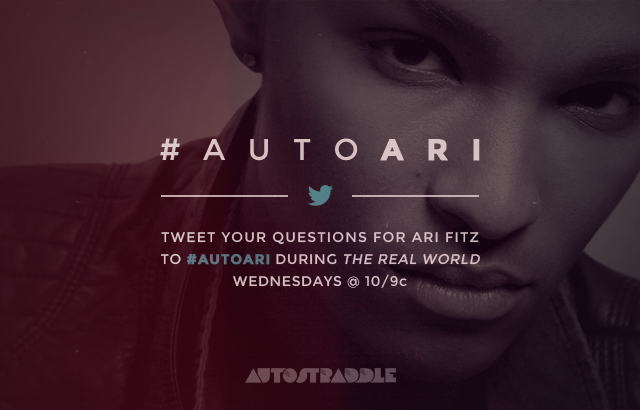 #AUTOARI
TWEET YOUR QUESTIONS FOR ARI FITZ
TO #AUTOARI DURING THE REAL WORLD
WEDNESDAYS @ 10/9c
AUTOSTRADDLE